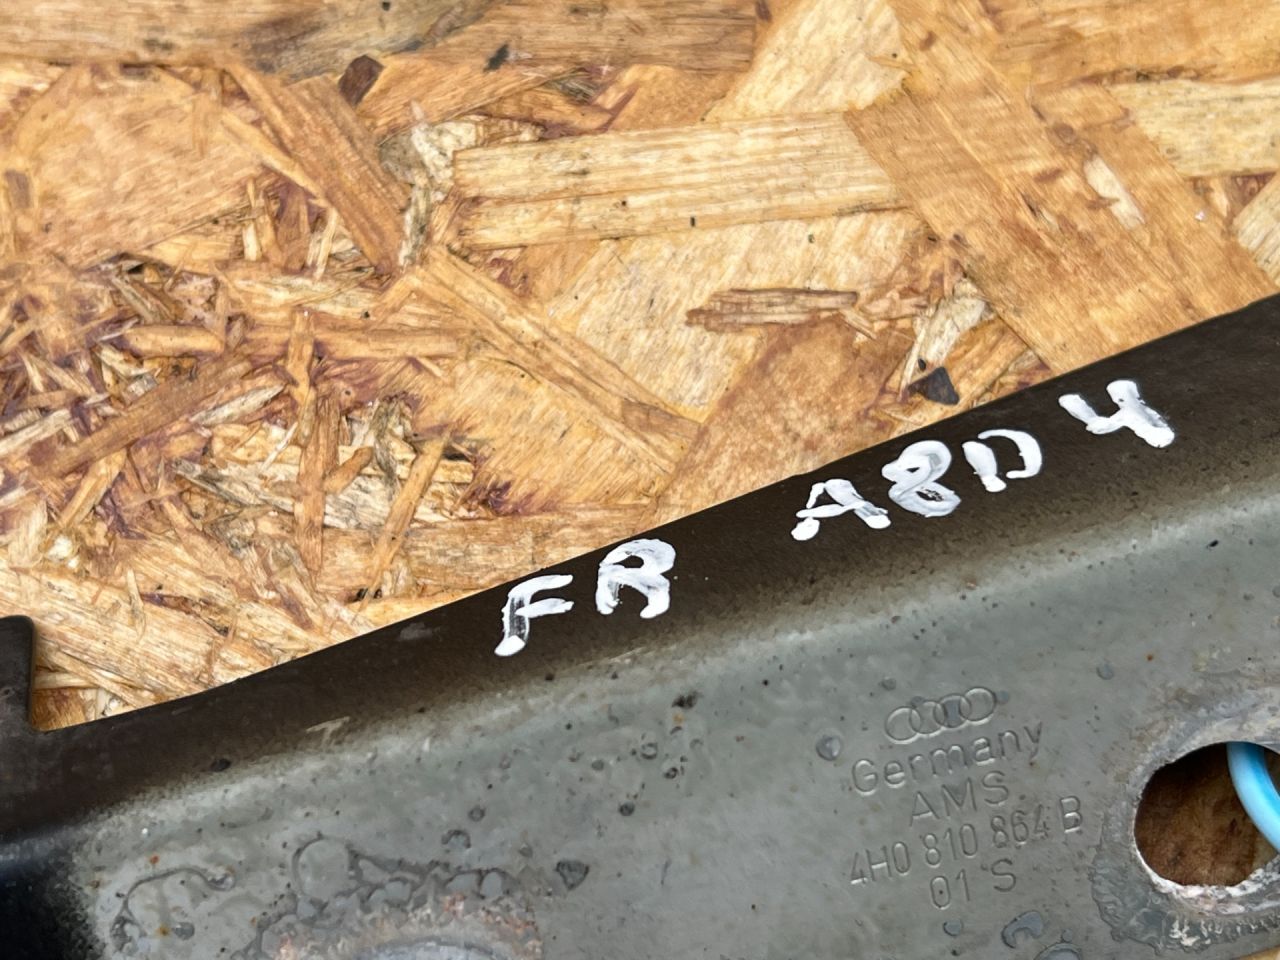 FR A8D4
Germany
AMS
4H0 810 864 B
01 S